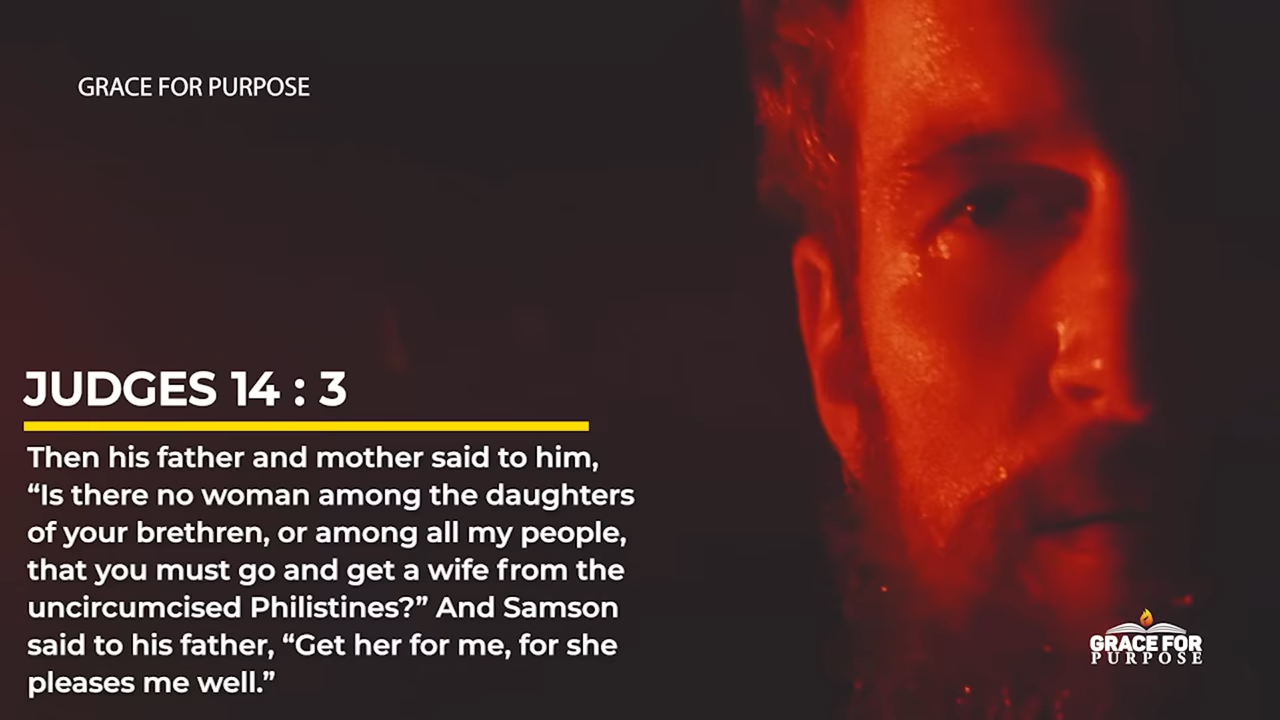 GRACE FOR PURPOSE
JUDGES 14 : 3
Then his father and mother said to him,
“Is there no woman among the daughters
of your brethren, or among all my people,
that you must go and get a wife from the
uncircumcised Philistines?” And Samson
said to his father, “Get her for me, for she
pleases me well.”
GRACE FOR
PURPOSE